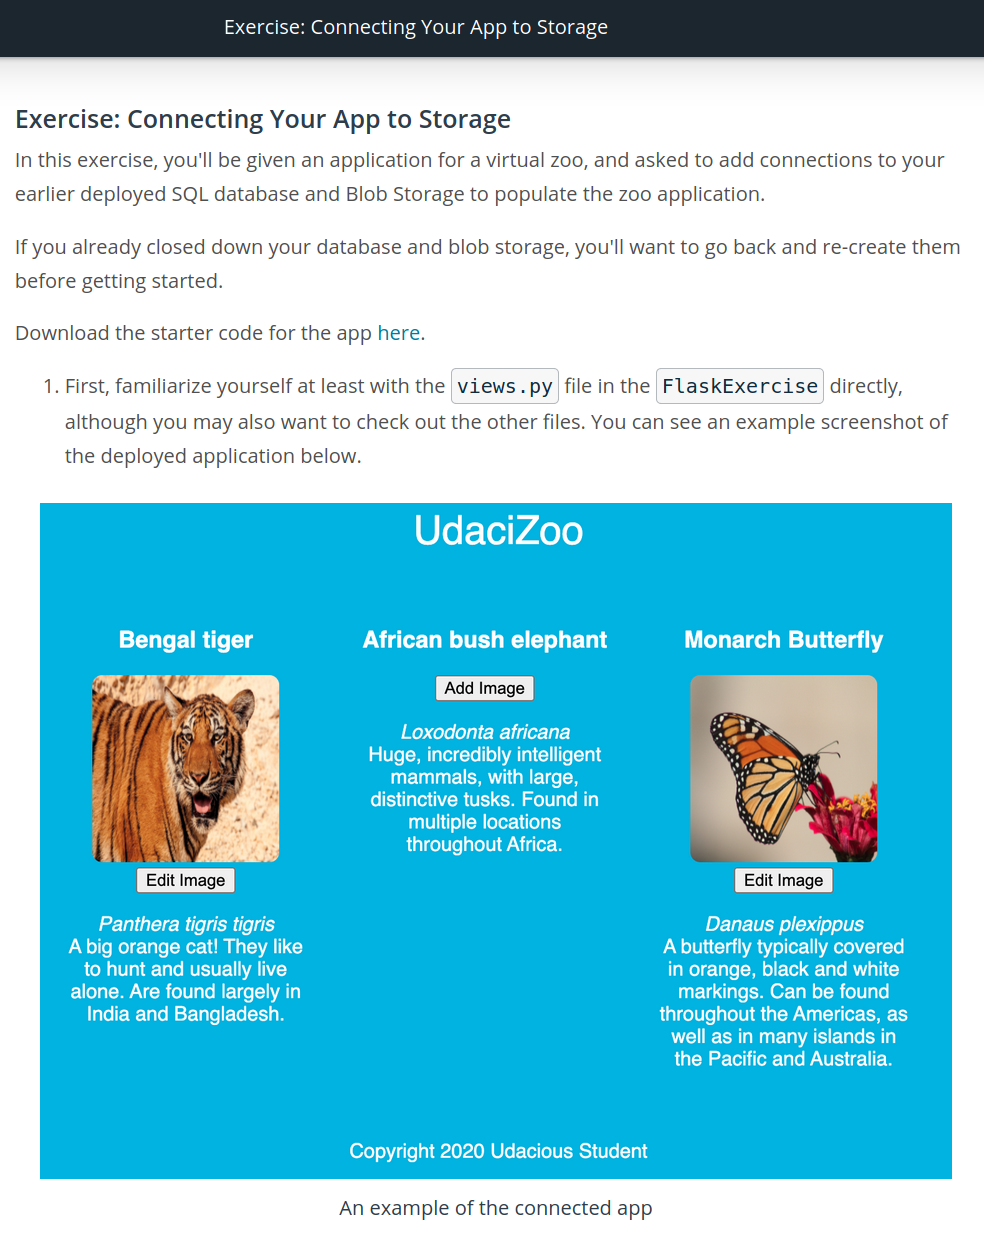 Exercise: Connecting Your App to Storage
Exercise: Connecting Your App to Storage
In this exercise, you'll be given an application for a virtual zoo, and asked to add connections to your
earlier deployed SQL database and Blob Storage to populate the zoo application.
If you already closed down your database and blob storage, you'll want to go back and re-create them
before getting started.
Download the starter code for the app here.
1. First, familiarize yourself at least with the views.py file in the FlaskExercise directly,
although you may also want to check out the other files. You can see an example screenshot of
the deployed application below.
UdaciZoo
Bengal tiger
Edit Image
Panthera tigris tigris
A big orange cat! They like
to hunt and usually live
alone. Are found largely in
India and Bangladesh.
African bush elephant
Add Image
Loxodonta africana
Huge, incredibly intelligent
mammals, with large,
distinctive tusks. Found in
multiple locations
throughout Africa.
Monarch Butterfly
Edit Image
Danaus plexippus
A butterfly typically covered
in orange, black and white
markings. Can be found
throughout the Americas, as
well as in many islands in
the Pacific and Australia.
Copyright 2020 Udacious Student
An example of the connected app